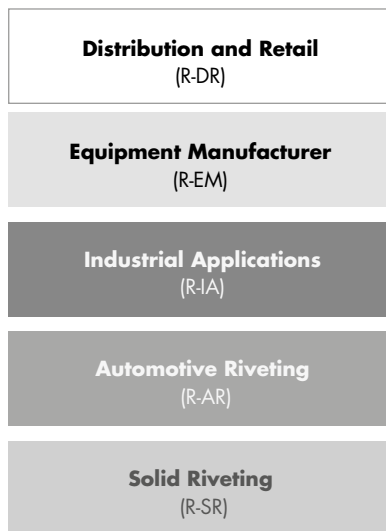 Distribution and Retail
(R-DR)
Equipment Manufacturer
(R-EM)
Industrial Applications
(R-IA)
Automotive Riveting
(R-AR)
Solid Riveting
(R-SR)